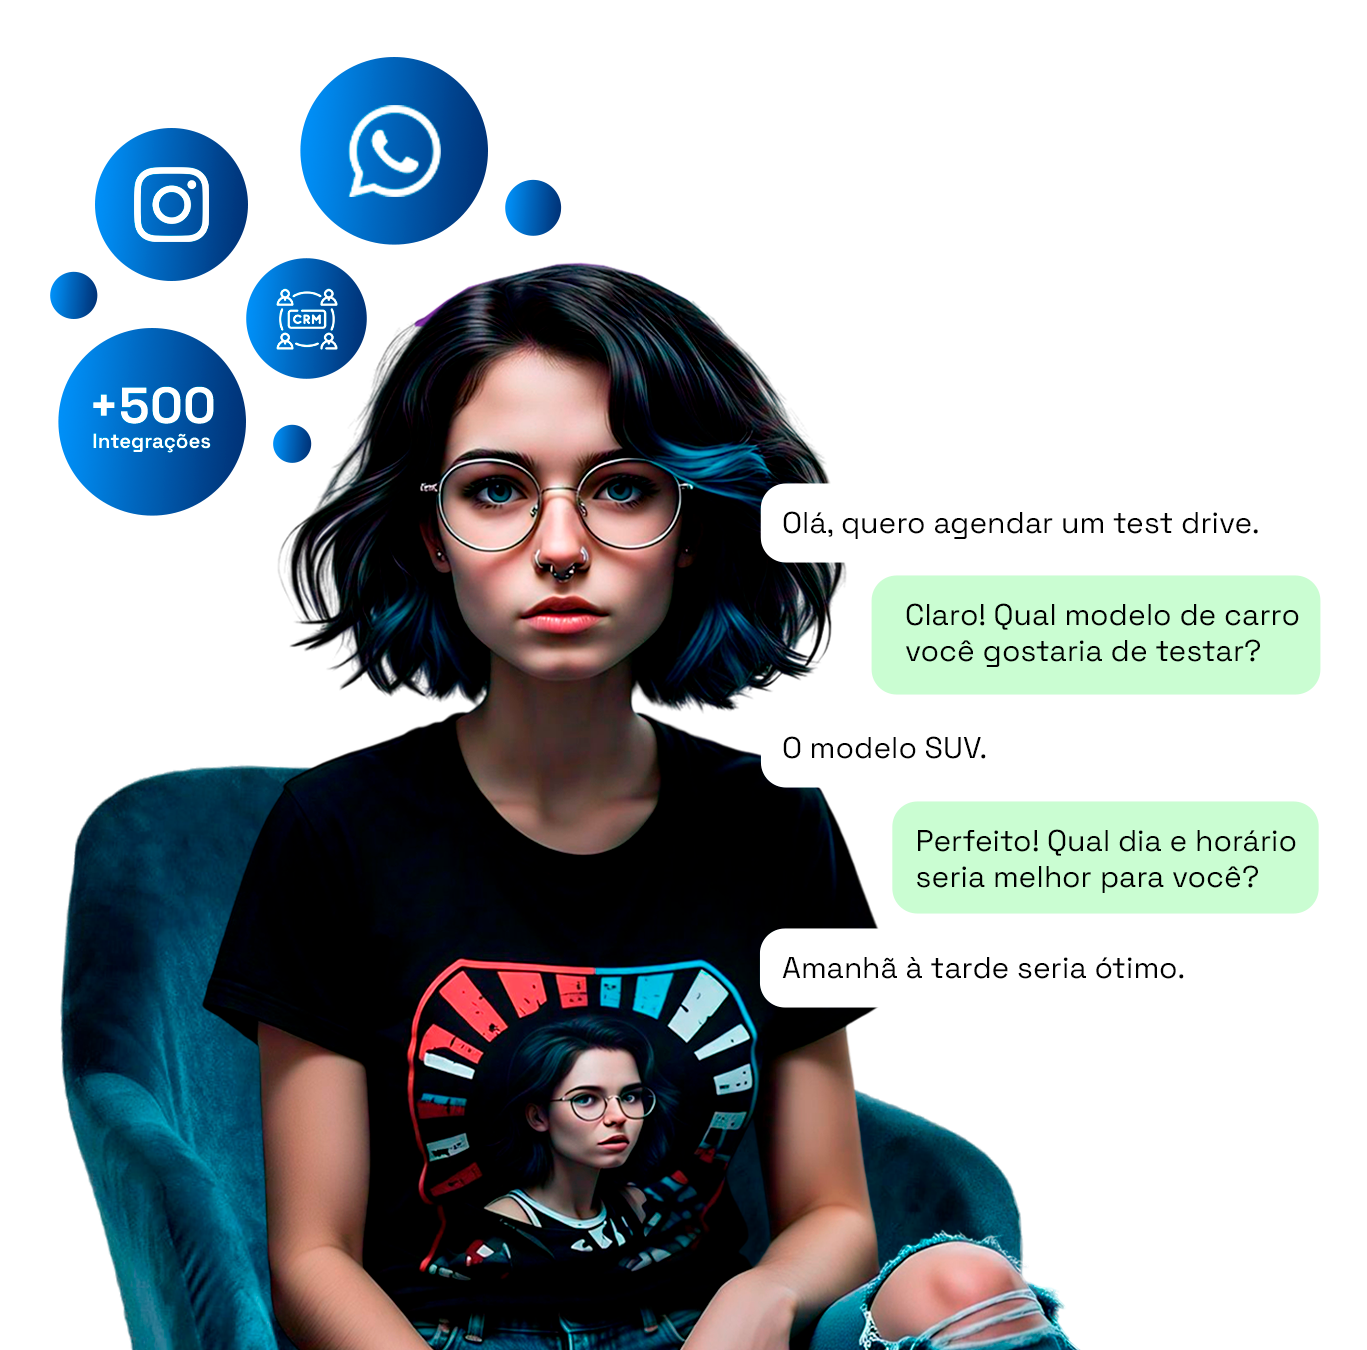 CRM
+500
Integrações
Olá, quero agendar um test drive.
Claro! Qual modelo de carro
você gostaria de testar?
O modelo SUV.
Perfeito! Qual dia e horário
seria melhor para você?
Amanhã à tarde seria ótimo.